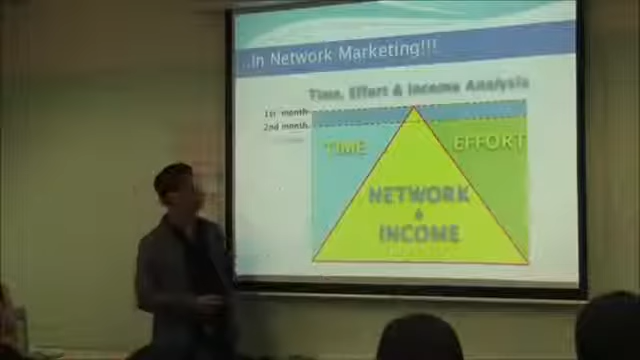 ..In Network Marketing!!!
Time, Effort & Income Analysis
1st month
2nd month
TIME
EFFORT
NETWORK
&
INCOME